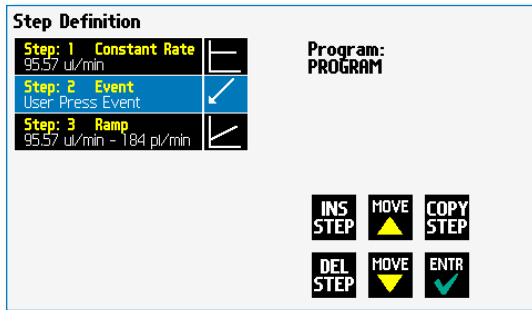 Step Definition
Step: 1 Constant Rate
95.57 ul/min
Step: 2 Event
User Press Event
Step: 3 Ramp
95.57 ul/min - 184 pl/min
Program:
PROGRAM
INS STEP
MOVE
COPY STEP
DEL STEP
MOVE
ENTR